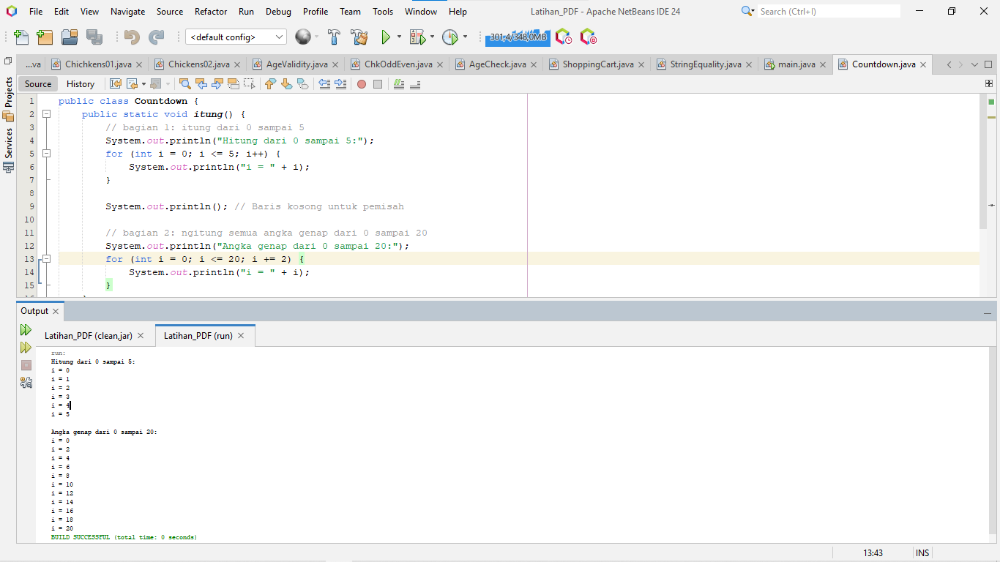 File Edit View Navigate Source Refactor Run Debug Profile Team Tools Window Help Latihan_PDF - Apache NetBeans IDE 24 Search (Ctrl+I)
<default config> 301,4/348,0MB
...va Chichkens01.java Chickens02.java AgeValidity.java ChkOddEven.java AgeCheck.java ShoppingCart.java StringEquality.java main.java Countdown.java
Projects
Services
Source History
1 public class Countdown {
2 public static void itung() {
3 // bagian 1: itung dari 0 sampai 5
4 System.out.println("Hitung dari 0 sampai 5:");
5 for (int i = 0; i <= 5; i++) {
6 System.out.println("i = " + i);
7 }
8
9 System.out.println(); // Baris kosong untuk pemisah
10
11 // bagian 2: ngitung semua angka genap dari 0 sampai 20
12 System.out.println("Angka genap dari 0 sampai 20:");
13 for (int i = 0; i <= 20; i += 2) {
14 System.out.println("i = " + i);
15 }
Output
Latihan_PDF (clean,jar) Latihan_PDF (run)
run:
Hitung dari 0 sampai 5:
i = 0
i = 1
i = 2
i = 3
i = 4
i = 5
Angka genap dari 0 sampai 20:
i = 0
i = 2
i = 4
i = 6
i = 8
i = 10
i = 12
i = 14
i = 16
i = 18
i = 20
BUILD SUCCESSFUL (total time: 0 seconds)
13:43 INS